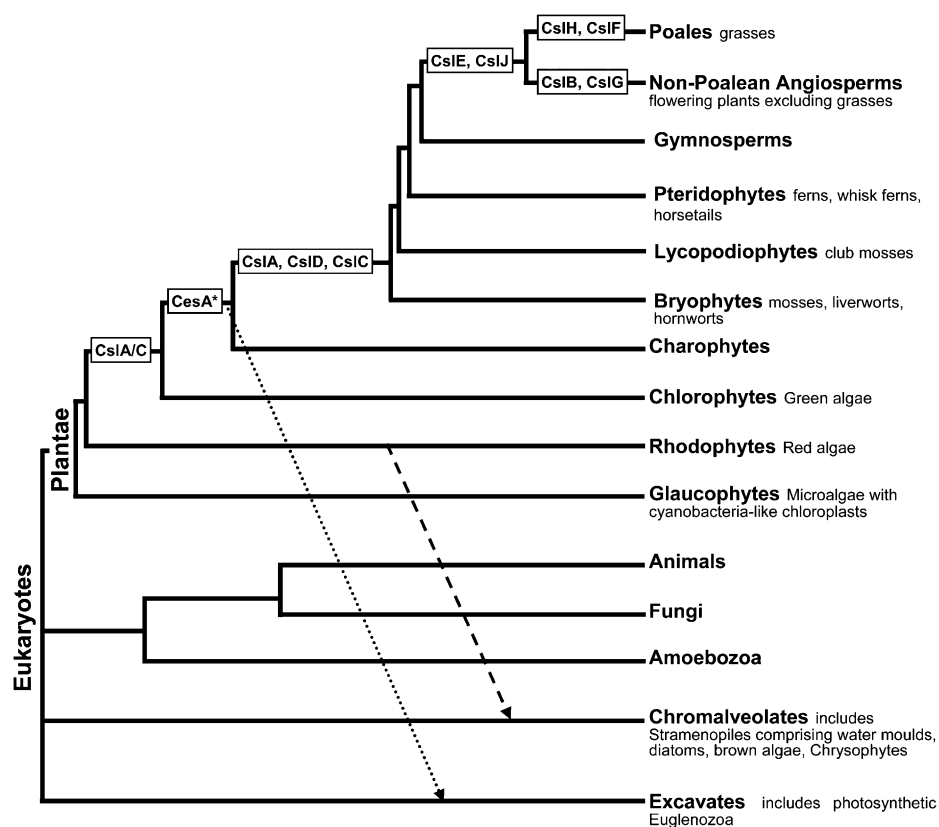 CslH, CslF
Poales grasses
CslE, CslJ
CslB, CslG
Non-Poalean Angiosperms
flowering plants excluding grasses
Gymnosperms
Pteridophytes ferns, whisk ferns,
horsetails
CslA, CslD, CslC
Lycopodiophytes club mosses
CesA*
Bryophytes mosses, liverworts,
hornworts
CslA/C
Charophytes
Chlorophytes Green algae
Plantae
Rhodophytes Red algae
Glaucophytes Microalgae with
cyanobacteria-like chloroplasts
Eukaryotes
Animals
Fungi
Amoebozoa
Chromalveolates includes
Stramenopiles comprising water moulds,
diatoms, brown algae, Chrysophytes
Excavates includes photosynthetic
Euglenozoa